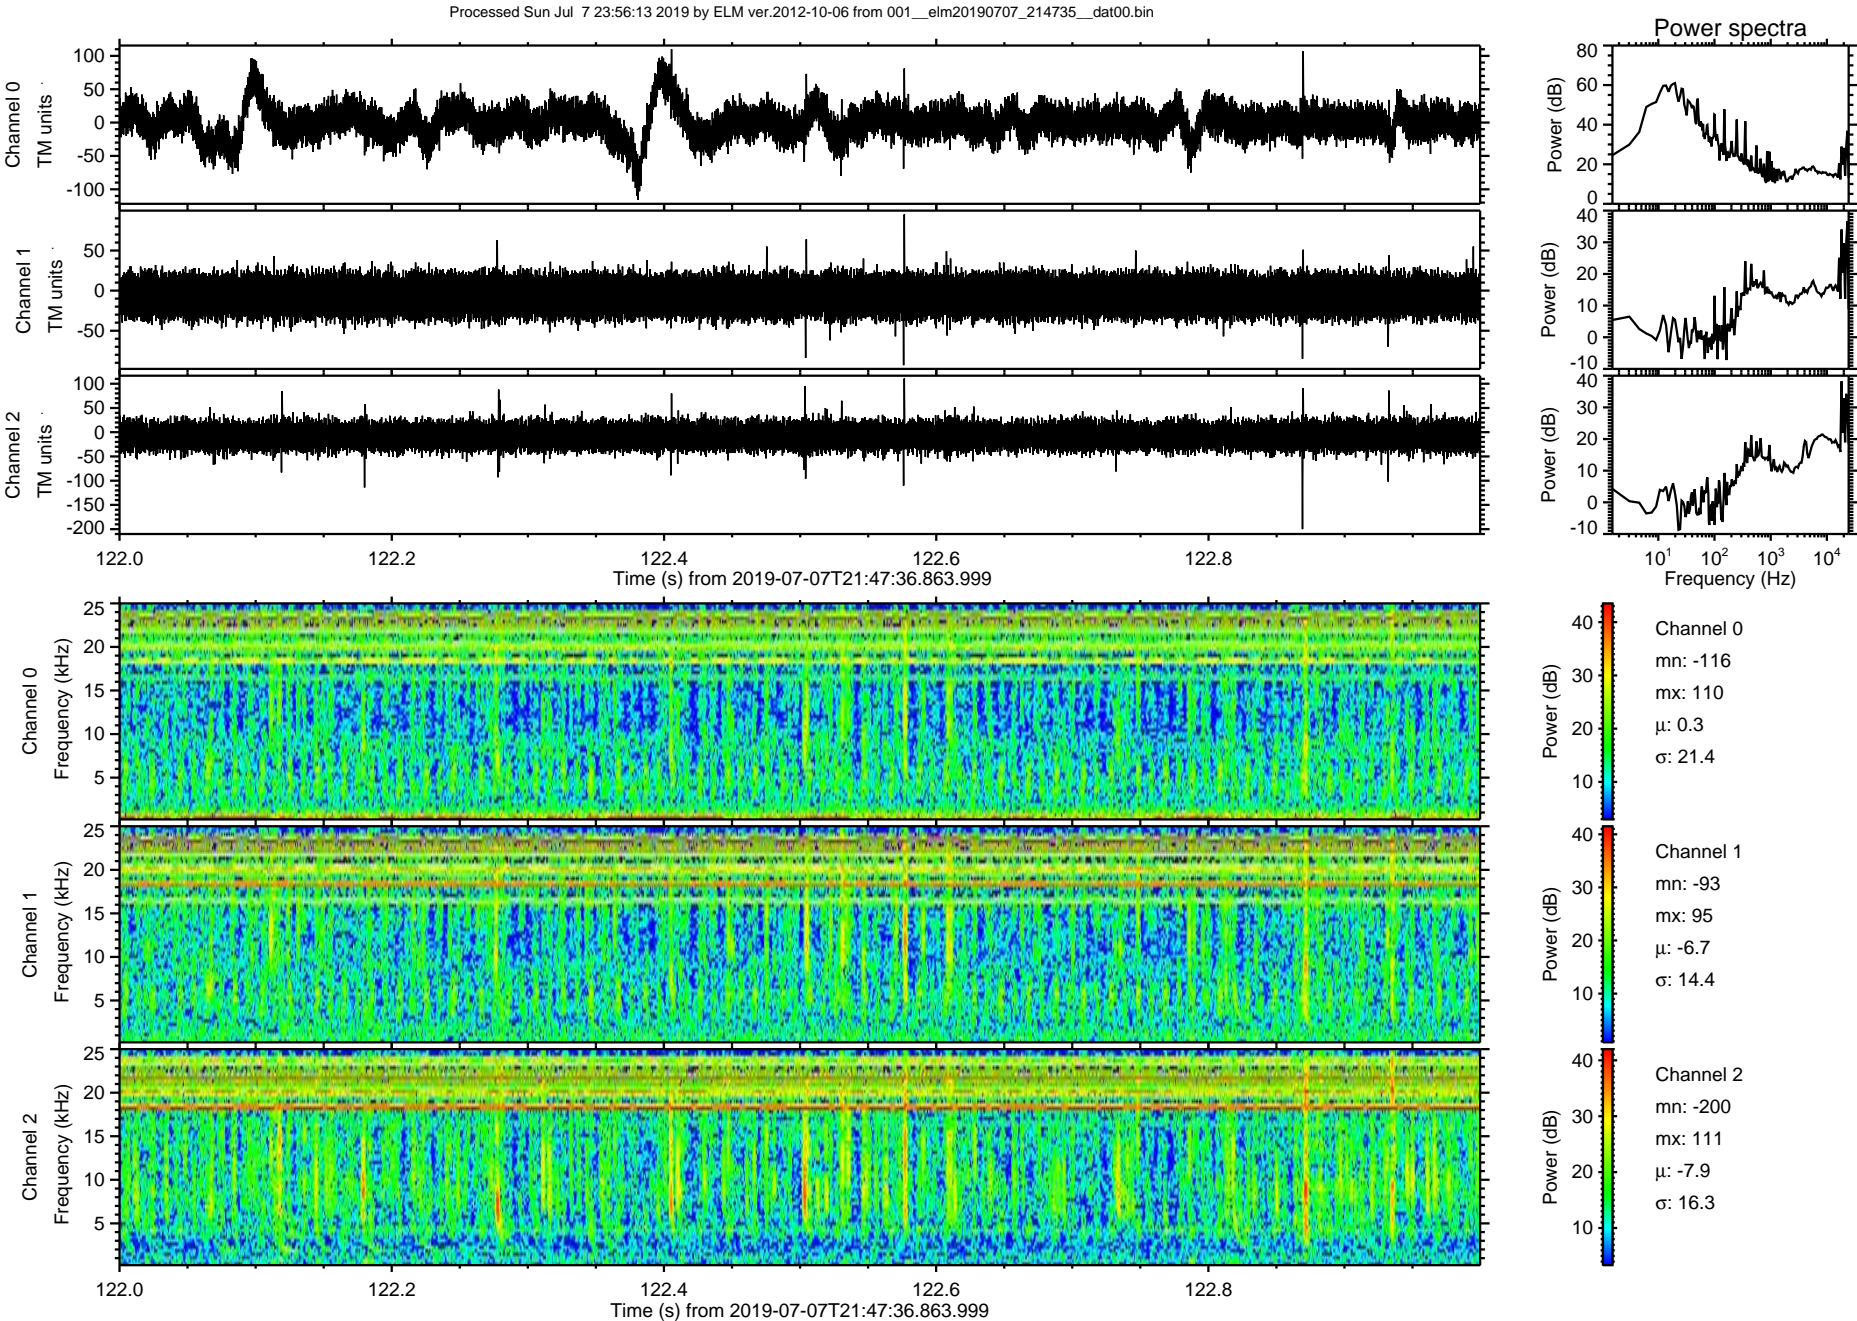 Processed Sun Jul 7 23:56:13 2019 by ELM ver.2012-10-06 from 001__elm20190707_214735__dat00.bin
Power spectra
Channel 0
TM units
100
50
0
-50
-100
Power (dB)
80
60
40
20
0
Channel 1
TM units
50
0
-50
Power (dB)
40
30
20
10
0
-10
Channel 2
TM units
100
50
0
-50
-100
-150
-200
Power (dB)
40
30
20
10
0
-10
122.0 122.2 122.4 122.6 122.8
Time (s) from 2019-07-07T21:47:36.863.999
10^1 10^2 10^3 10^4
Frequency (Hz)
Channel 0
Frequency (kHz)
25
20
15
10
5
Power (dB)
40
30
20
10
Channel 0
mn: -116
mx: 110
μ: 0.3
σ: 21.4
Channel 1
Frequency (kHz)
25
20
15
10
5
Power (dB)
40
30
20
10
Channel 1
mn: -93
mx: 95
μ: -6.7
σ: 14.4
Channel 2
Frequency (kHz)
25
20
15
10
5
Power (dB)
40
30
20
10
Channel 2
mn: -200
mx: 111
μ: -7.9
σ: 16.3
122.0 122.2 122.4 122.6 122.8
Time (s) from 2019-07-07T21:47:36.863.999